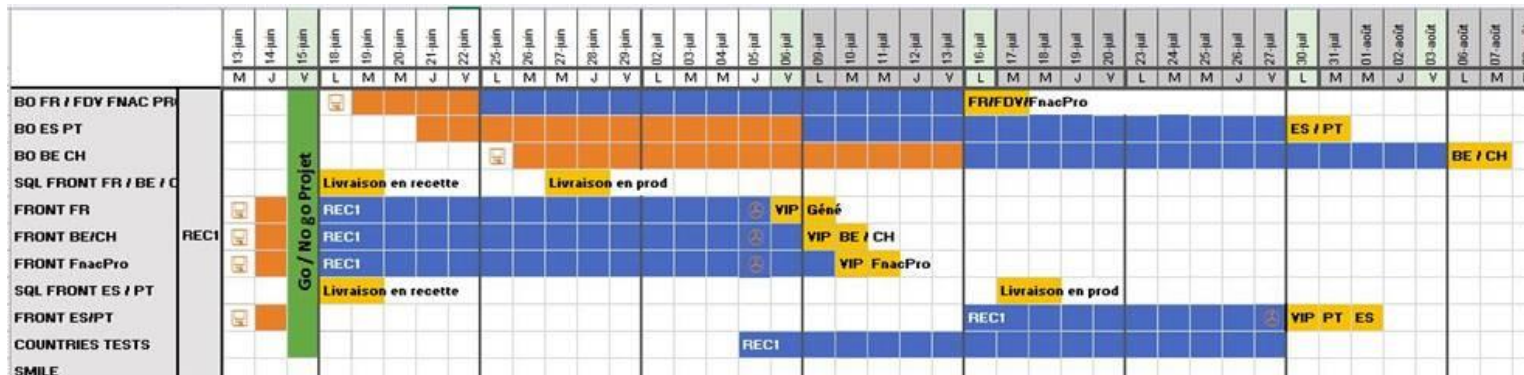 13-juin 14-juin 15-juin 18-juin 19-juin 20-juin 21-juin 22-juin 25-juin 26-juin 27-juin 28-juin 29-juin 02-juil 03-juil 04-juil 05-juil 06-juil 09-juil 10-juil 11-juil 12-juil 13-juil 16-juil 17-juil 18-juil 19-juil 20-juil 23-juil 24-juil 25-juil 26-juil 27-juil 30-juil 31-juil 01-août 02-août 03-août 06-août 07-août
M J V L M M J V L M M J V L M M J V L M M J V L M M J V L M M J V L M M J V L M
BO FR / FDV FNAC PR FR/FDV/FnacPro
BO ES PT ES / PT
BO BE CH BE / CH
SQL FRONT FR / BE / C Livraison en recette Livraison en prod
FRONT FR REC1 VIP Géné
FRONT BE/CH REC1 REC1 VIP BE / CH
FRONT FnacPro REC1 VIP FnacPro
SQL FRONT ES / PT Livraison en recette Livraison en prod
FRONT ES/PT REC1 VIP PT ES
COUNTRIES TESTS REC1
SMILE
Go / No go Projet